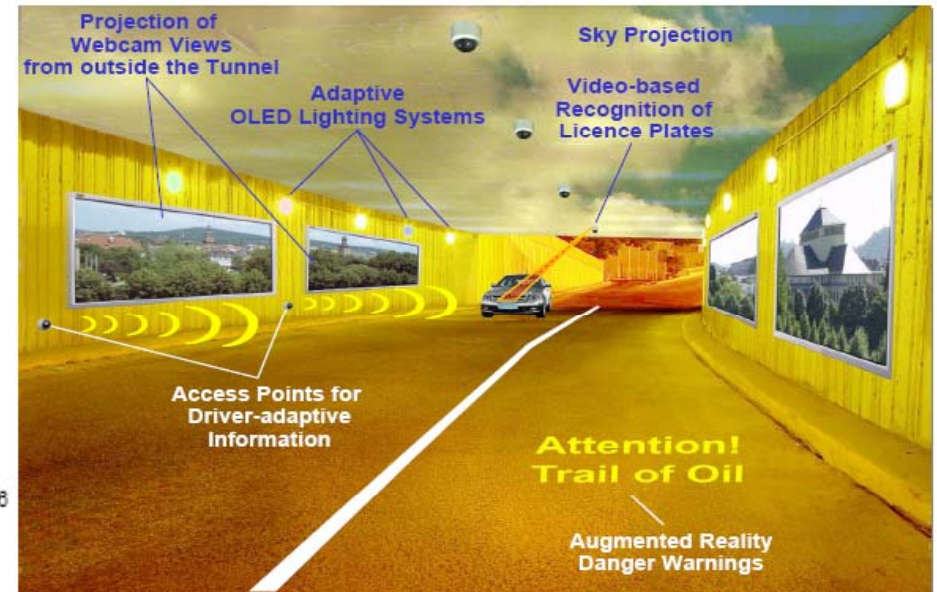 Projection of
Webcam Views
from outside the Tunnel
Adaptive
OLED Lighting Systems
Sky Projection
Video-based
Recognition of
Licence Plates
Access Points for
Driver-adaptive
Information
Attention!
Trail of Oil
Augmented Reality
Danger Warnings